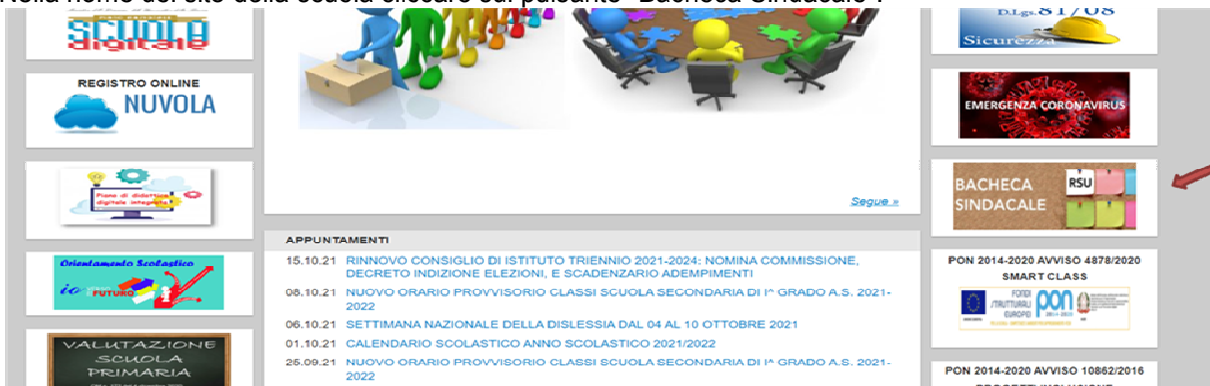 Nella home del sito della scuola cliccare sul pulsante "Bacheca Sindacale".
SCUOLA
digitale
REGISTRO ONLINE
NUVOLA
Piano di didattica
digitale integrata
Orientamento Scolastico
io
FUTURO
VALUTAZIONE
SCUOLA
PRIMARIA
Segue »
APPUNTAMENTI
15.10.21 RINNOVO CONSIGLIO DI ISTITUTO TRIENNIO 2021-2024: NOMINA COMMISSIONE,
DECRETO INDIZIONE ELEZIONI, E SCADENZARIO ADEMPIMENTI
08.10.21 NUOVO ORARIO PROVVISORIO CLASSI SCUOLA SECONDARIA DI I^ GRADO A.S. 2021-
2022
06.10.21 SETTIMANA NAZIONALE DELLA DISLESSIA DAL 04 AL 10 OTTOBRE 2021
01.10.21 CALENDARIO SCOLASTICO ANNO SCOLASTICO 2021/2022
25.09.21 NUOVO ORARIO PROVVISORIO CLASSI SCUOLA SECONDARIA DI I^ GRADO A.S. 2021-
2022
D.Lgs.81/08
Sicurezza
EMERGENZA CORONAVIRUS
BACHECA
SINDACALE
RSU
PON 2014-2020 AVVISO 4878/2020
SMART CLASS
FONDI
STRUTTURALI
EUROPEI
pon
2014-2020
PON 2014-2020 AVVISO 10862/2016